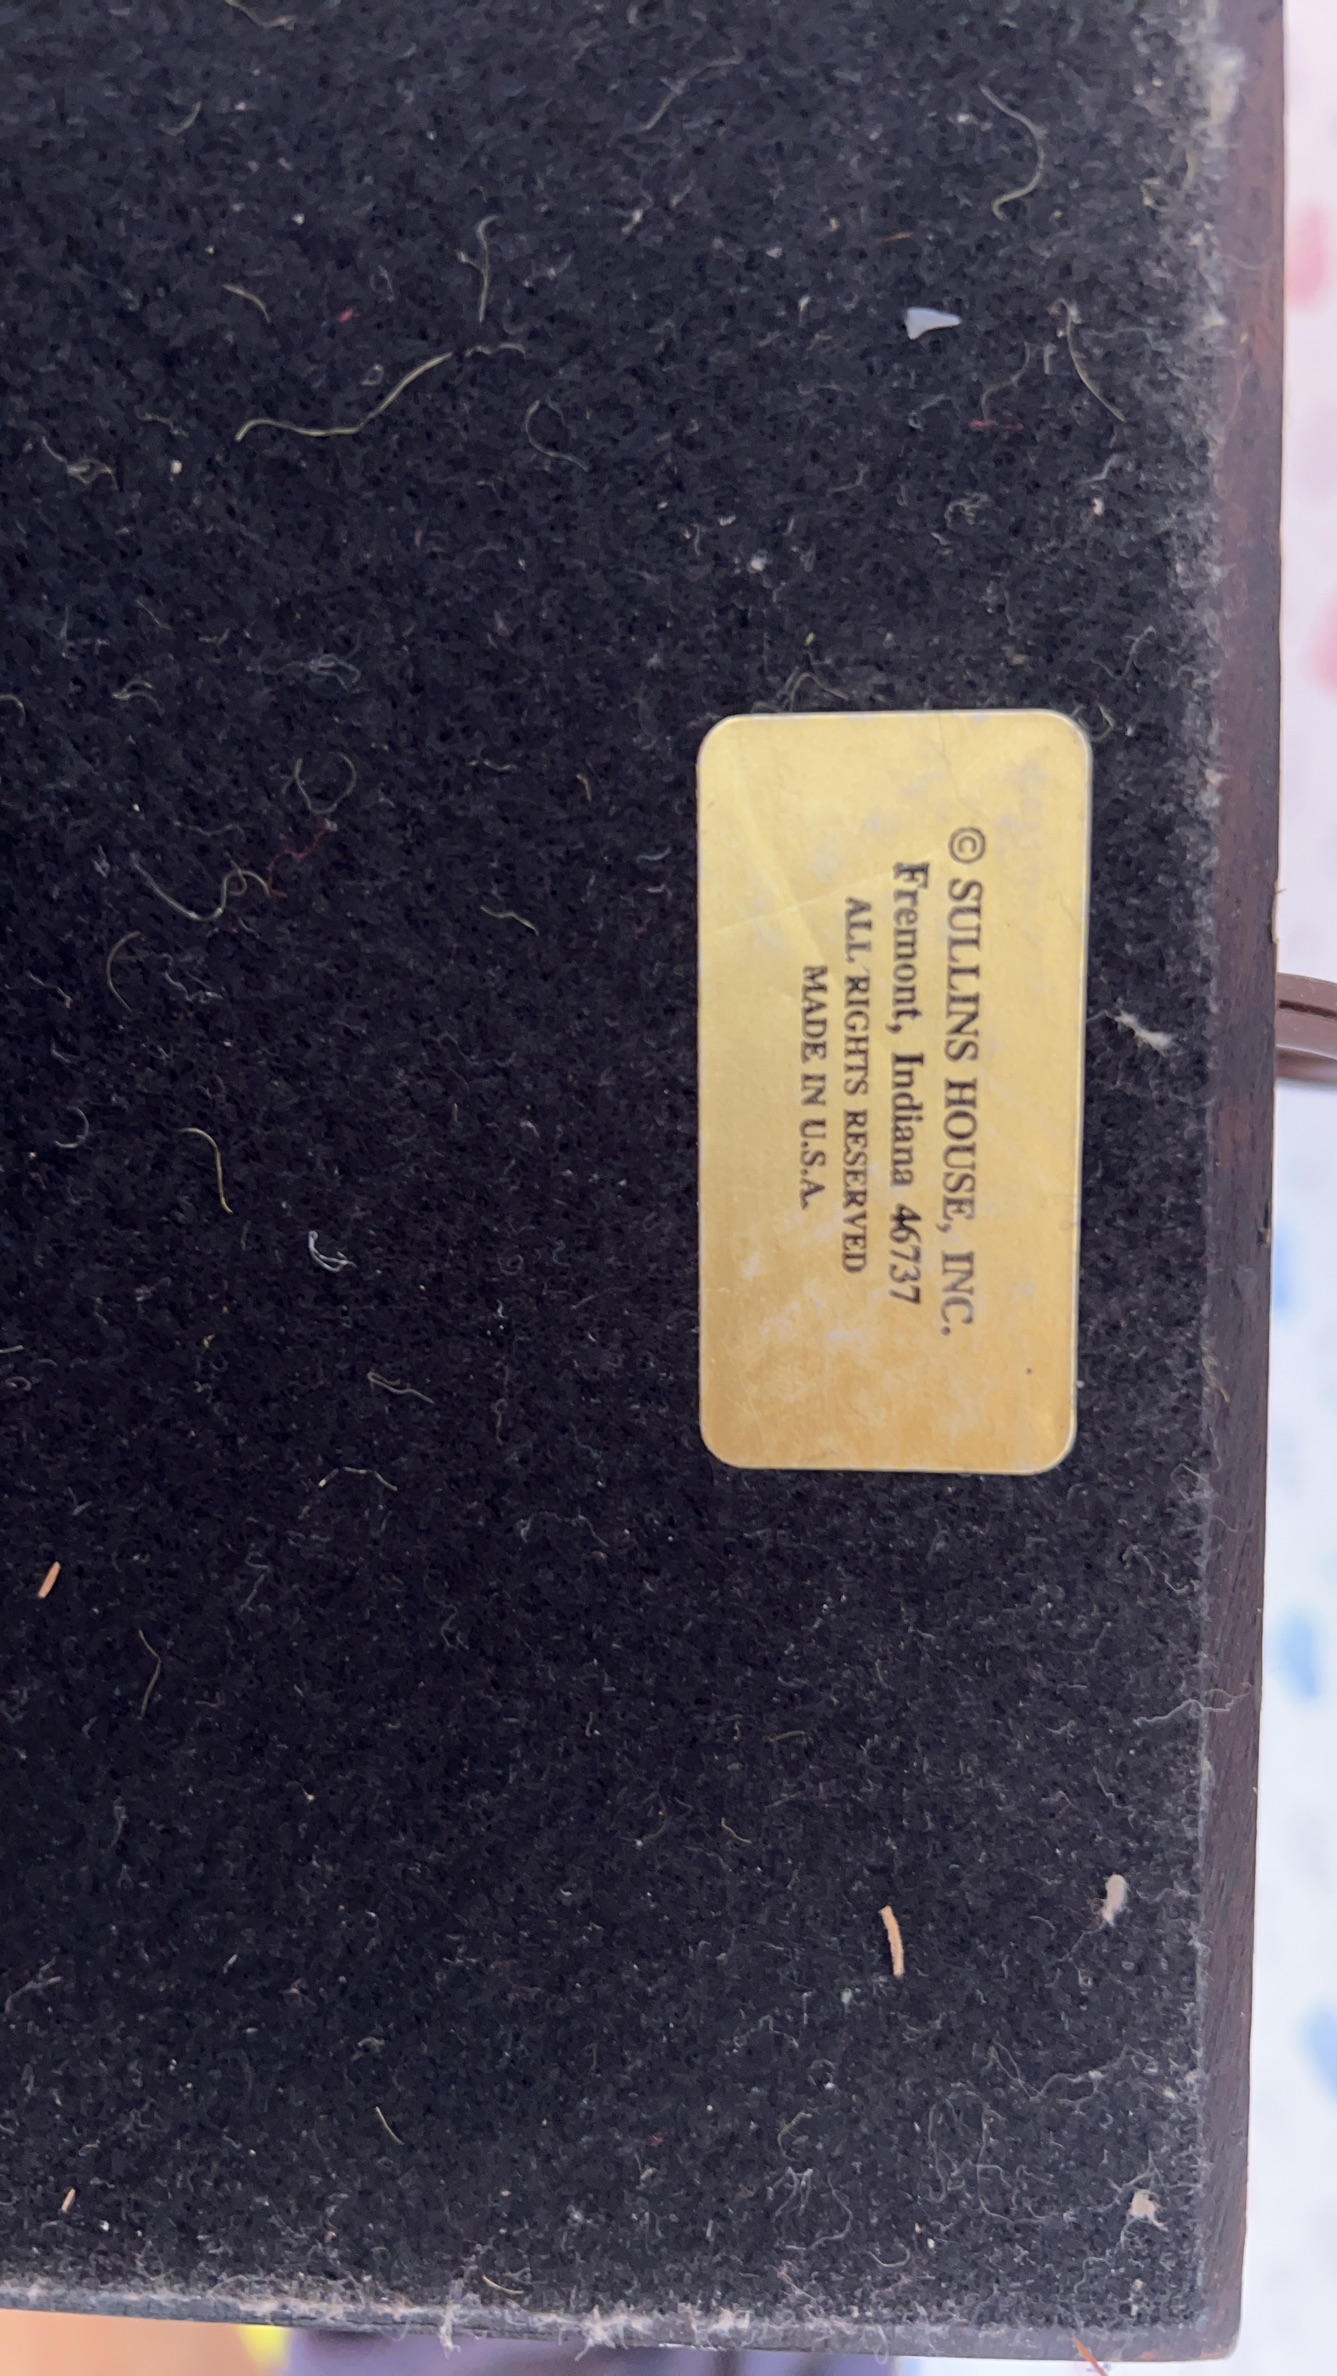 © SULLINS HOUSE, INC.
Fremont, Indiana 46737
ALL RIGHTS RESERVED
MADE IN U.S.A.